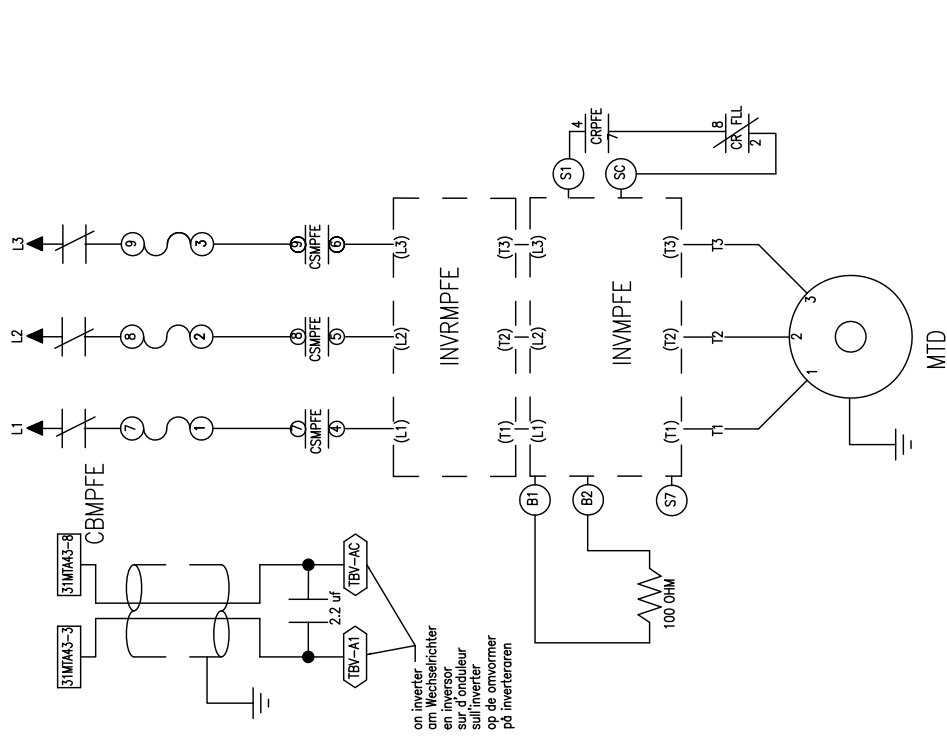 L1 L2 L3
7 8 9
1 2 3
CBMPFE
7 8 9
CSMPFE CSMPFE CSMPFE
4 5 6
(L1) (L2) (L3)
INVRMPFE
(T1) (T2) (T3)
(L1) (L2) (L3)
INVMPFE
(T1) (T2) (T3)
T1 T2 T3
1 2 3
MTD
B1
B2
S7
100 OHM
S1
SC
4
CRPFE
7
8
CR FLL
2
31MTA43-3 31MTA43-8
2.2 uf
TBV-A1 TBV-AC
on inverter
am Wechselrichter
en inversor
sur d'onduleur
sull'inverter
op de omvormer
på inverteraren